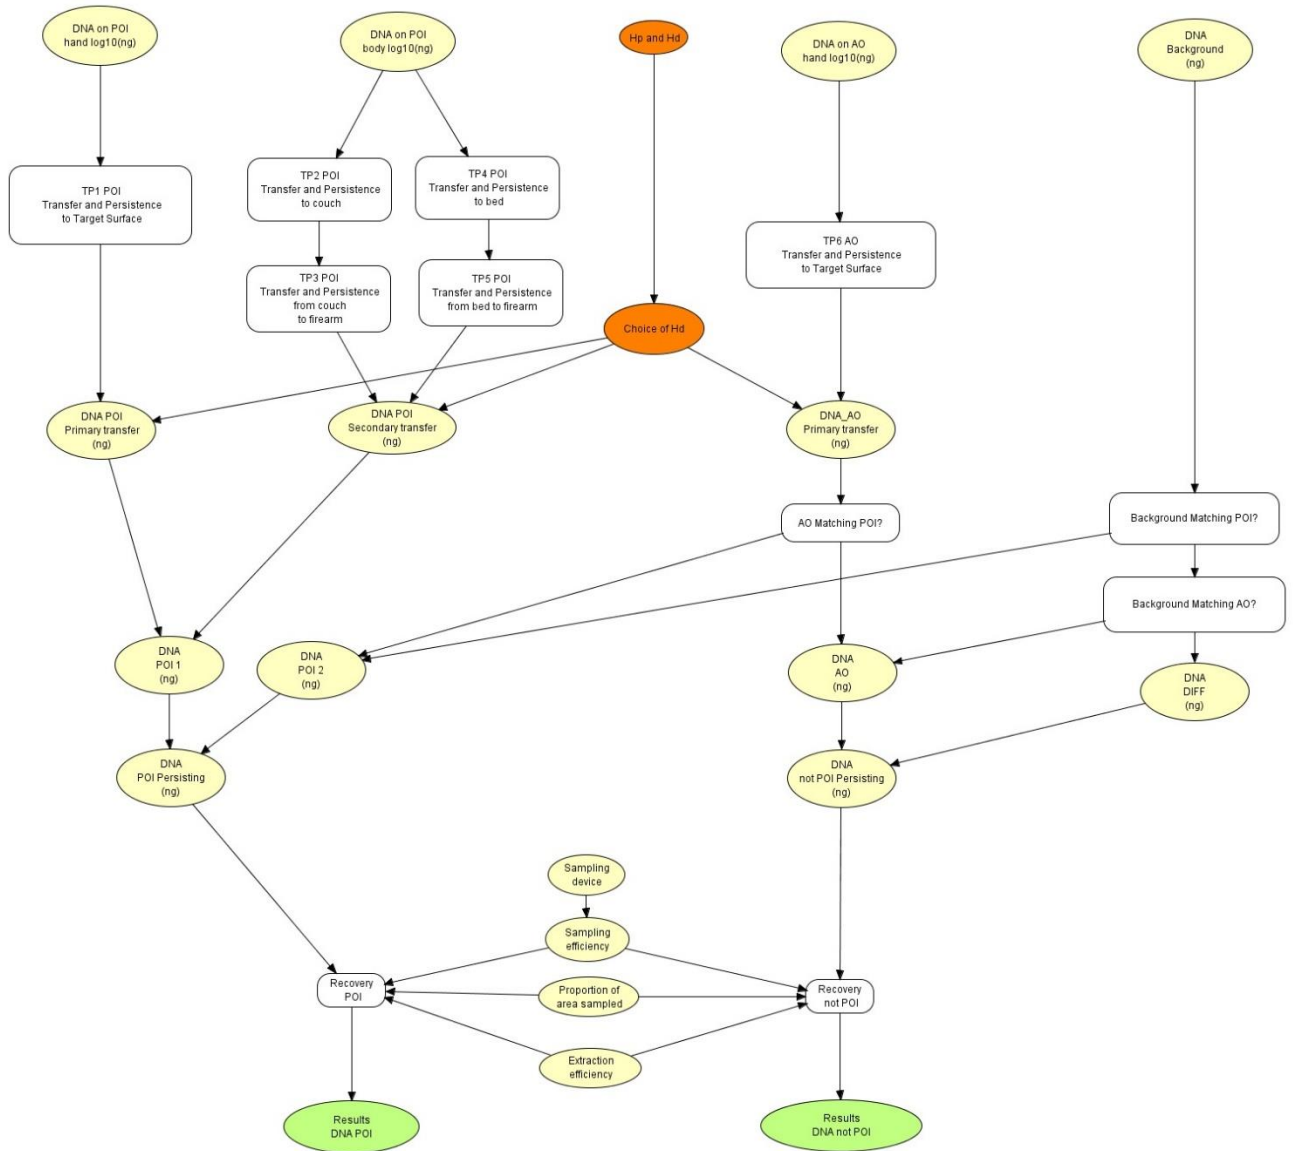 DNA on POI
hand log10(ng)
DNA on POI
body log10(ng)
Hp and Hd
DNA on AO
hand log10(ng)
DNA
Background
(ng)
TP1 POI
Transfer and Persistence
to Target Surface
TP2 POI
Transfer and Persistence
to couch
TP4 POI
Transfer and Persistence
to bed
TP6 AO
Transfer and Persistence
to Target Surface
TP3 POI
Transfer and Persistence
from couch
to firearm
TP5 POI
Transfer and Persistence
from bed to firearm
Choice of Hd
DNA POI
Primary transfer
(ng)
DNA POI
Secondary transfer
(ng)
DNA_AO
Primary transfer
(ng)
AO Matching POI?
Background Matching POI?
Background Matching AO?
DNA
POI 1
(ng)
DNA
POI 2
(ng)
DNA
AO
(ng)
DNA
DIFF
(ng)
DNA
POI Persisting
(ng)
DNA
not POI Persisting
(ng)
Sampling
device
Sampling
efficiency
Recovery
POI
Proportion of
area sampled
Recovery
not POI
Extraction
efficiency
Results
DNA POI
Results
DNA not POI